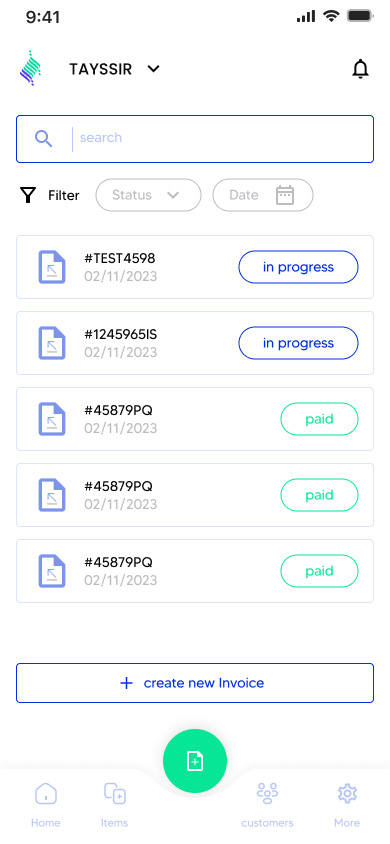 9:41
TAYSSIR
search
Filter
Status
Date
#TEST4598
02/11/2023
in progress
#1245965IS
02/11/2023
in progress
#45879PQ
02/11/2023
paid
#45879PQ
02/11/2023
paid
#45879PQ
02/11/2023
paid
create new Invoice
Home
Items
customers
More